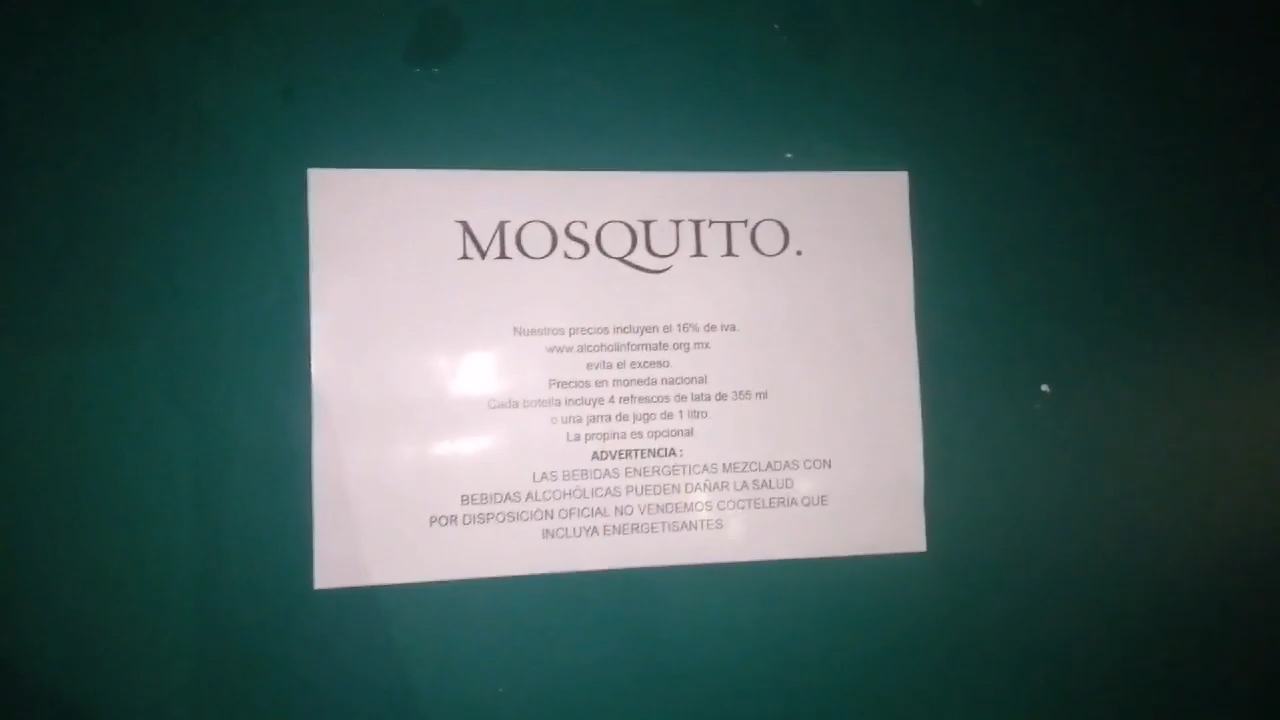 MOSQUITO.
Nuestros precios incluyen el 16% de iva.
www.alcoholinformate.org.mx
evita el exceso.
Precios en moneda nacional.
Cada botella incluye 4 refrescos de lata de 355 ml
o una jarra de jugo de 1 litro.
La propina es opcional.
ADVERTENCIA :
LAS BEBIDAS ENERGÉTICAS MEZCLADAS CON
BEBIDAS ALCOHÓLICAS PUEDEN DAÑAR LA SALUD
POR DISPOSICIÓN OFICIAL NO VENDEMOS COCTELERÍA QUE
INCLUYA ENERGETISANTES